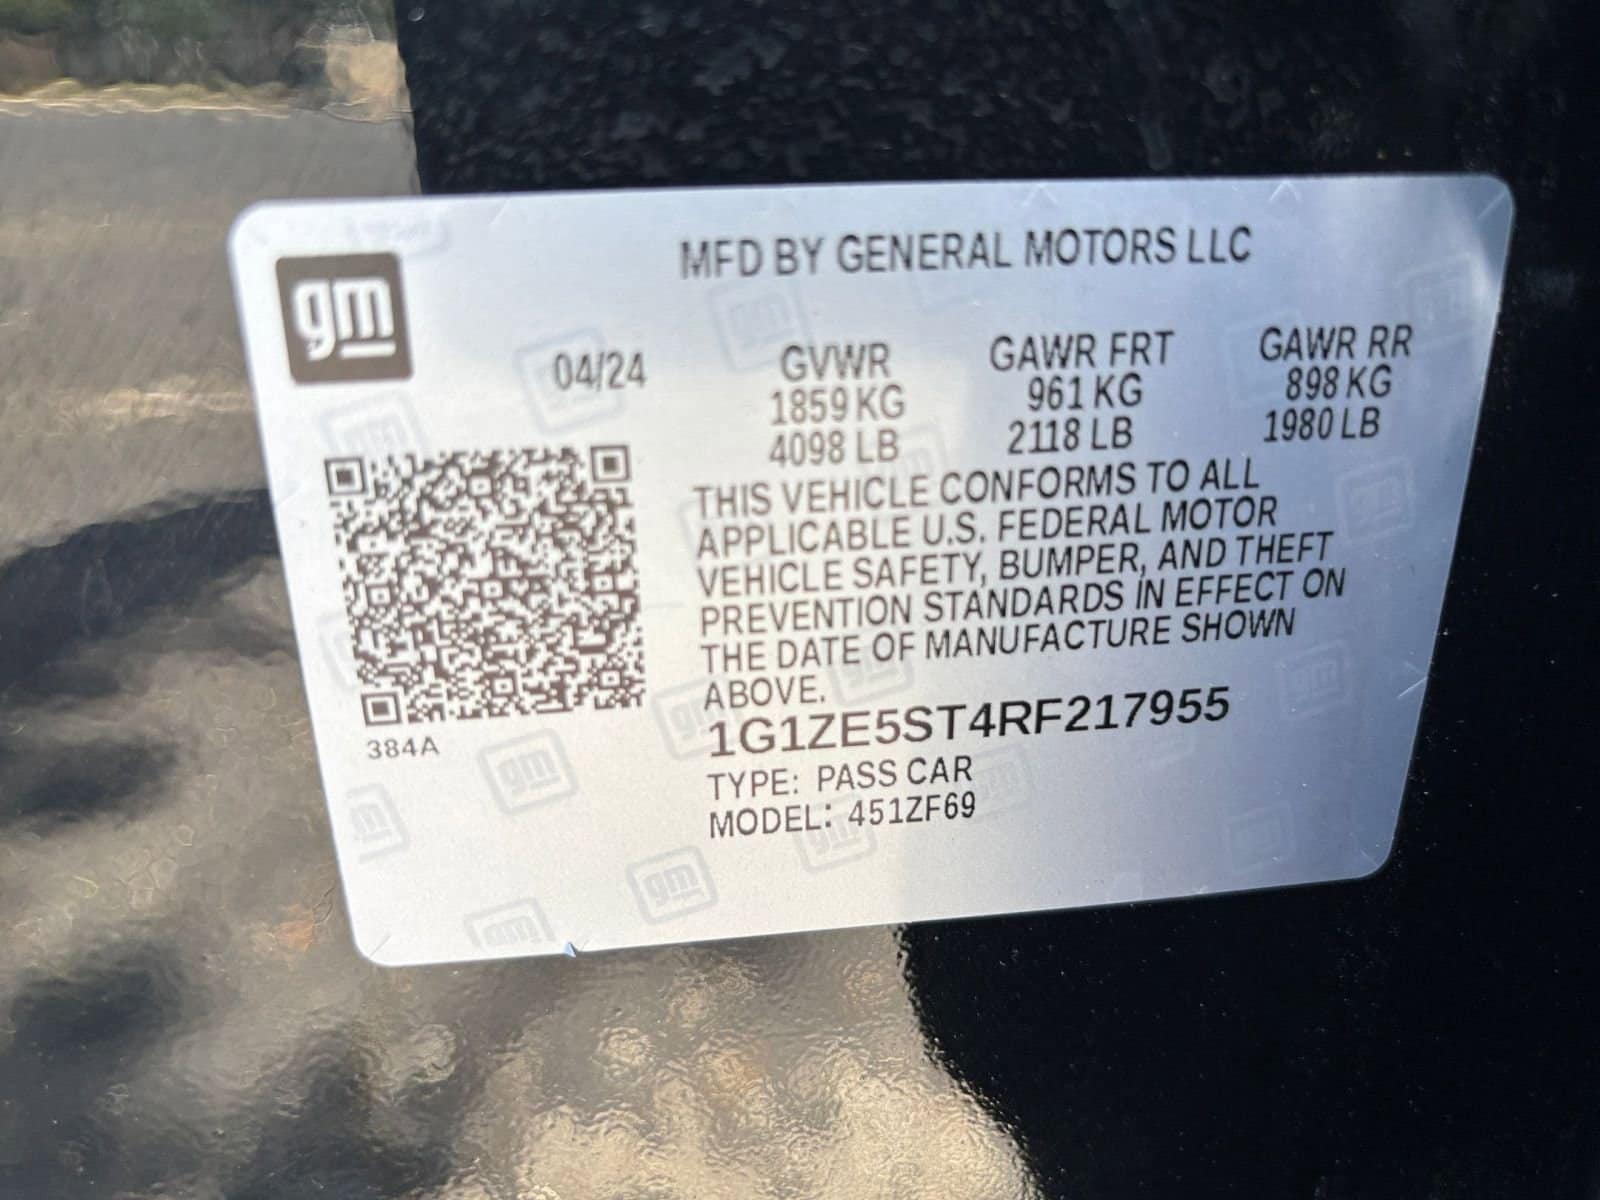 gm
MFD BY GENERAL MOTORS LLC
04/24
GVWR
1859 KG
4098 LB
GAWR FRT
961 KG
2118 LB
GAWR RR
898 KG
1980 LB
THIS VEHICLE CONFORMS TO ALL
APPLICABLE U.S. FEDERAL MOTOR
VEHICLE SAFETY, BUMPER, AND THEFT
PREVENTION STANDARDS IN EFFECT ON
THE DATE OF MANUFACTURE SHOWN
ABOVE.
1G1ZE5ST4RF217955
TYPE: PASS CAR
MODEL: 451ZF69
384A